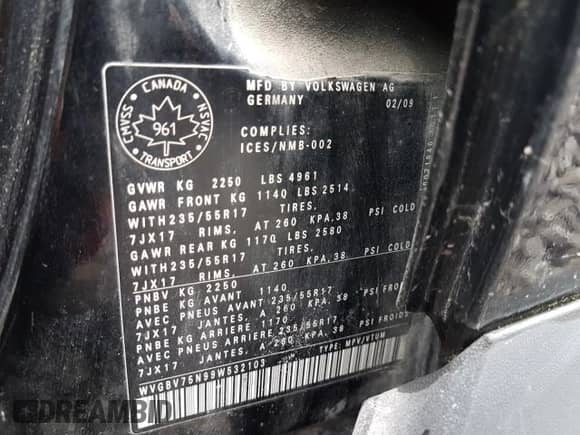 CANADA
CMVSS
NSVAC
961
TRANSPORT
MFD BY VOLKSWAGEN AG
GERMANY 02/09
ICES/NMB-002
GVWR KG 2250 LBS 4961
GAWR FRONT KG 1140 LBS 2514
WITH235/55R17 TIRES.
7JX17 RIMS, AT 260 KPA,38 PSI COLD
GAWR REAR KG 1170 LBS 2580
WITH235/55R17 TIRES.
7JX17 RIMS, AT 260 KPA,38 PSI COLD
PNBV KG 2250
PNBE KG AVANT 1140
AVEC PNEUS AVANT 235/55R17
7JX17 JANTES, A 260 KPA, 38 PSI FROIDS
PNBE KG ARRIERE 1170
AVEC PNEUS ARRIERE 235/55R17
7JX17 JANTES, A 260 KPA, 38 PSI FROIDS
WVGBV75N99W532103 TYPE: MPV/VTUM
DREAMBID